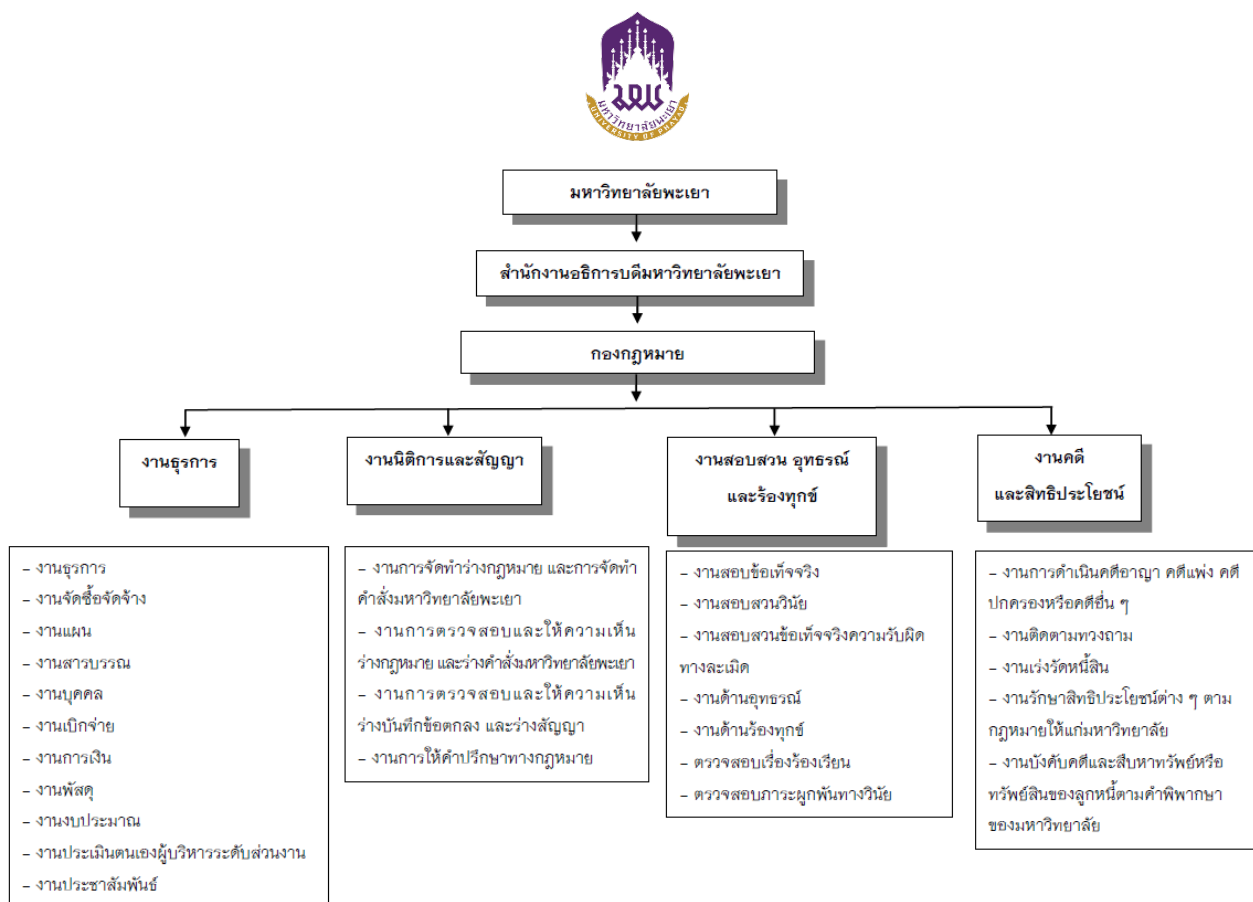 มหาวิทยาลัยพะเยา
UNIVERSITY OF PHAYAO
มหาวิทยาลัยพะเยา
สำนักงานอธิการบดีมหาวิทยาลัยพะเยา
กองกฎหมาย
งานธุรการ
งานนิติการและสัญญา
งานสอบสวน อุทธรณ์
และร้องทุกข์
งานคดี
และสิทธิประโยชน์
– งานธุรการ
– งานจัดซื้อจัดจ้าง
– งานแผน
– งานสารบรรณ
– งานบุคคล
– งานเบิกจ่าย
– งานการเงิน
– งานพัสดุ
– งานงบประมาณ
– งานประเมินตนเองผู้บริหารระดับส่วนงาน
– งานประชาสัมพันธ์
– งานการจัดทำร่างกฎหมาย และการจัดทำ
คำสั่งมหาวิทยาลัยพะเยา
– งานการตรวจสอบและให้ความเห็น
ร่างกฎหมาย และร่างคำสั่งมหาวิทยาลัยพะเยา
– งานการตรวจสอบและให้ความเห็น
ร่างบันทึกข้อตกลง และร่างสัญญา
– งานการให้คำปรึกษาทางกฎหมาย
– งานสอบข้อเท็จจริง
– งานสอบสวนวินัย
– งานสอบสวนข้อเท็จจริงความรับผิด
ทางละเมิด
– งานด้านอุทธรณ์
– งานด้านร้องทุกข์
– ตรวจสอบเรื่องร้องเรียน
– ตรวจสอบภาระผูกพันทางวินัย
– งานการดำเนินคดีอาญา คดีแพ่ง คดี
ปกครองหรือคดีอื่น ๆ
– งานติดตามทวงถาม
– งานเร่งรัดหนี้สิน
– งานรักษาสิทธิประโยชน์ต่าง ๆ ตาม
กฎหมายให้แก่มหาวิทยาลัย
– งานบังคับคดีและสืบหาทรัพย์หรือ
ทรัพย์สินของลูกหนี้ตามคำพิพากษา
ของมหาวิทยาลัย